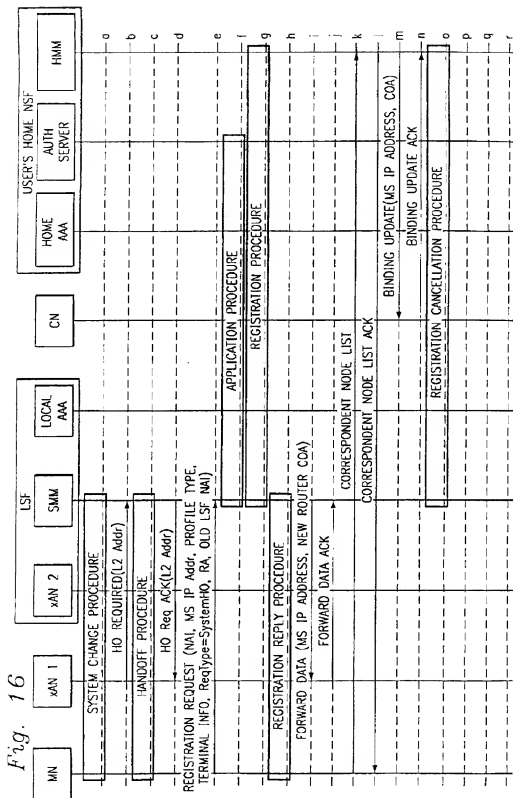 Fig. 16
USER'S HOME NSF
LSF
MN
xAN 1
xAN 2
SMM
LOCAL
AAA
CN
HOME
AAA
AUTH
SERVER
HMM
SYSTEM CHANGE PROCEDURE
a
HO REQUIRED(L2 Addr)
b
HANDOFF PROCEDURE
c
HO Req ACK(L2 Addr)
d
REGISTRATION REQUEST (NAI, MS IP Addr, PROFILE TYPE,
TERMINAL INFO, ReqType=SystemHO, RA, OLD LSF NAI)
e
APPLICATION PROCEDURE
f
REGISTRATION PROCEDURE
g
REGISTRATION REPLY PROCEDURE
h
FORWARD DATA (MS IP ADDRESS, NEW ROUTER COA)
i
FORWARD DATA ACK
j
CORRESPONDENT NODE LIST
k
CORRESPONDENT NODE LIST ACK
l
BINDING UPDATE(MS IP ADDRESS, COA)
m
BINDING UPDATE ACK
n
REGISTRATION CANCELLATION PROCEDURE
o
p
q
r